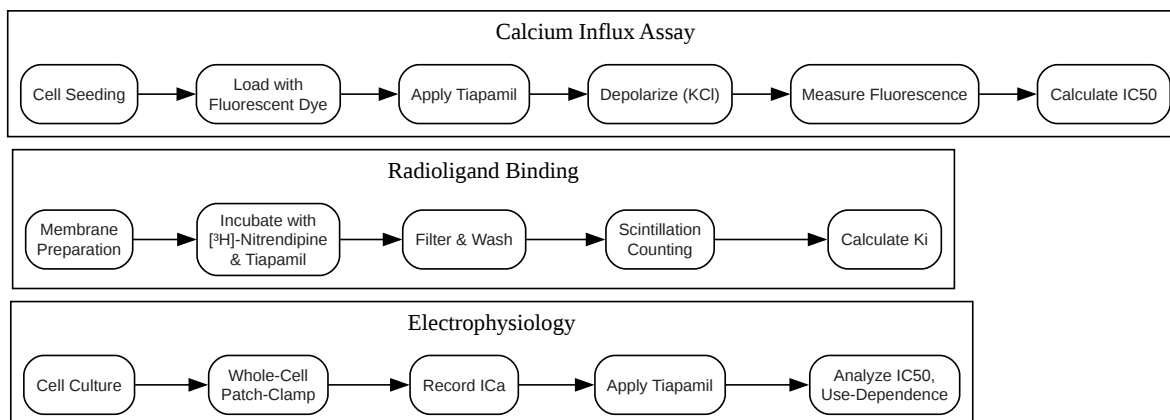 Calcium Influx Assay
Cell Seeding
Load with
Fluorescent Dye
Apply Tiapamil
Depolarize (KCl)
Measure Fluorescence
Calculate IC50
Radioligand Binding
Membrane
Preparation
Incubate with
[³H]-Nitrendipine
& Tiapamil
Filter & Wash
Scintillation
Counting
Calculate Ki
Electrophysiology
Cell Culture
Whole-Cell
Patch-Clamp
Record ICa
Apply Tiapamil
Analyze IC50,
Use-Dependence